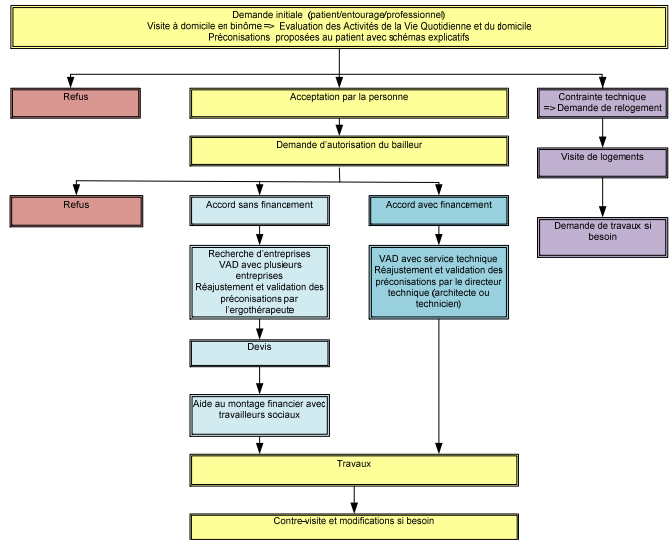 Demande initiale (patient/entourage/professionnel)
Visite à domicile en binôme => Evaluation des Activités de la Vie Quotidienne et du domicile
Préconisations proposées au patient avec schémas explicatifs
Refus
Acceptation par la personne
Contrainte technique
=> Demande de relogement
Demande d'autorisation du bailleur
Visite de logements
Refus
Accord sans financement
Accord avec financement
Demande de travaux si
besoin
Recherche d'entreprises
VAD avec plusieurs
entreprises
Réajustement et validation des
préconisations par
l'ergothérapeute
VAD avec service technique
Réajustement et validation des
préconisations par le directeur
technique (architecte ou
technicien)
Devis
Aide au montage financier avec
travailleurs sociaux
Travaux
Contre-visite et modifications si besoin